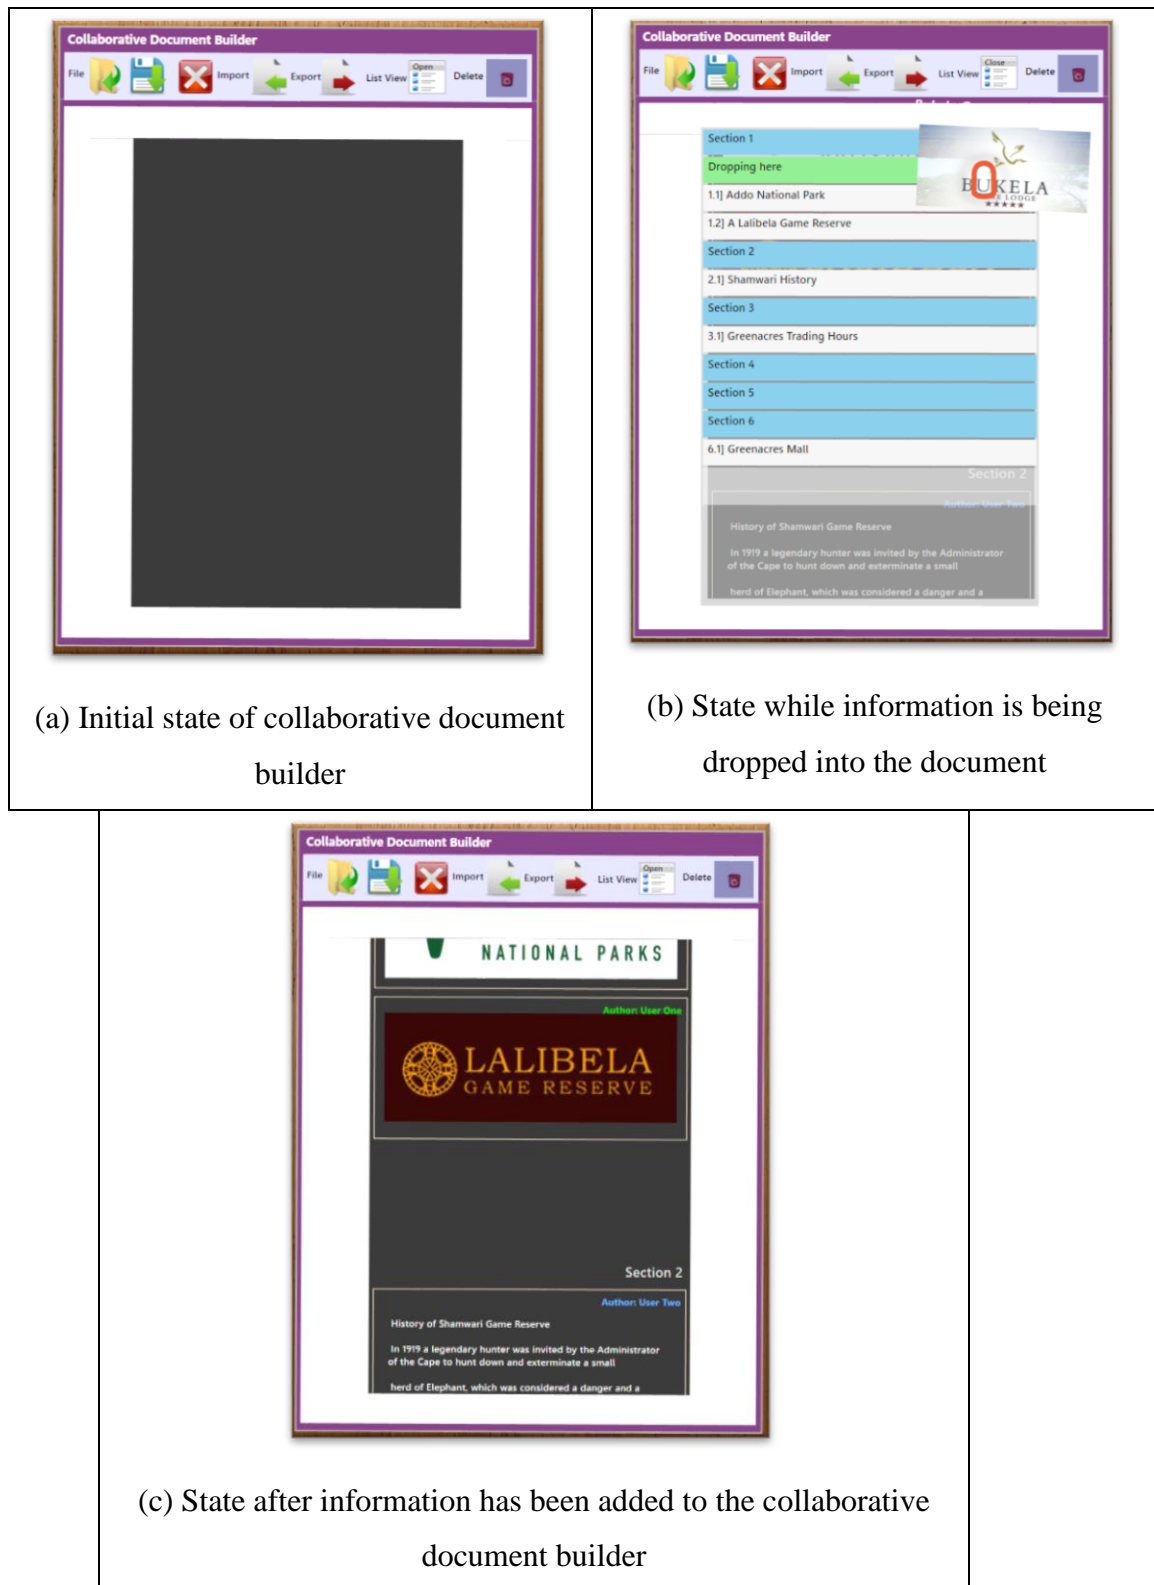 Collaborative Document Builder
File Import Export List View Open Delete
(a) Initial state of collaborative document
builder
Collaborative Document Builder
File Import Export List View Close Delete
Section 1
Dropping here
1.1] Addo National Park
1.2] A Lalibela Game Reserve
BUKELA
LODGE
Section 2
2.1] Shamwari History
Section 3
3.1] Greenacres Trading Hours
Section 4
Section 5
Section 6
6.1] Greenacres Mall
Section 2
Author: User Two
History of Shamwari Game Reserve
In 1919 a legendary hunter was invited by the Administrator
of the Cape to hunt down and exterminate a small
herd of Elephant, which was considered a danger and a
(b) State while information is being
dropped into the document
Collaborative Document Builder
File Import Export List View Open Delete
NATIONAL PARKS
Author: User One
LALIBELA
GAME RESERVE
Section 2
Author: User Two
History of Shamwari Game Reserve
In 1919 a legendary hunter was invited by the Administrator
of the Cape to hunt down and exterminate a small
herd of Elephant, which was considered a danger and a
(c) State after information has been added to the collaborative
document builder